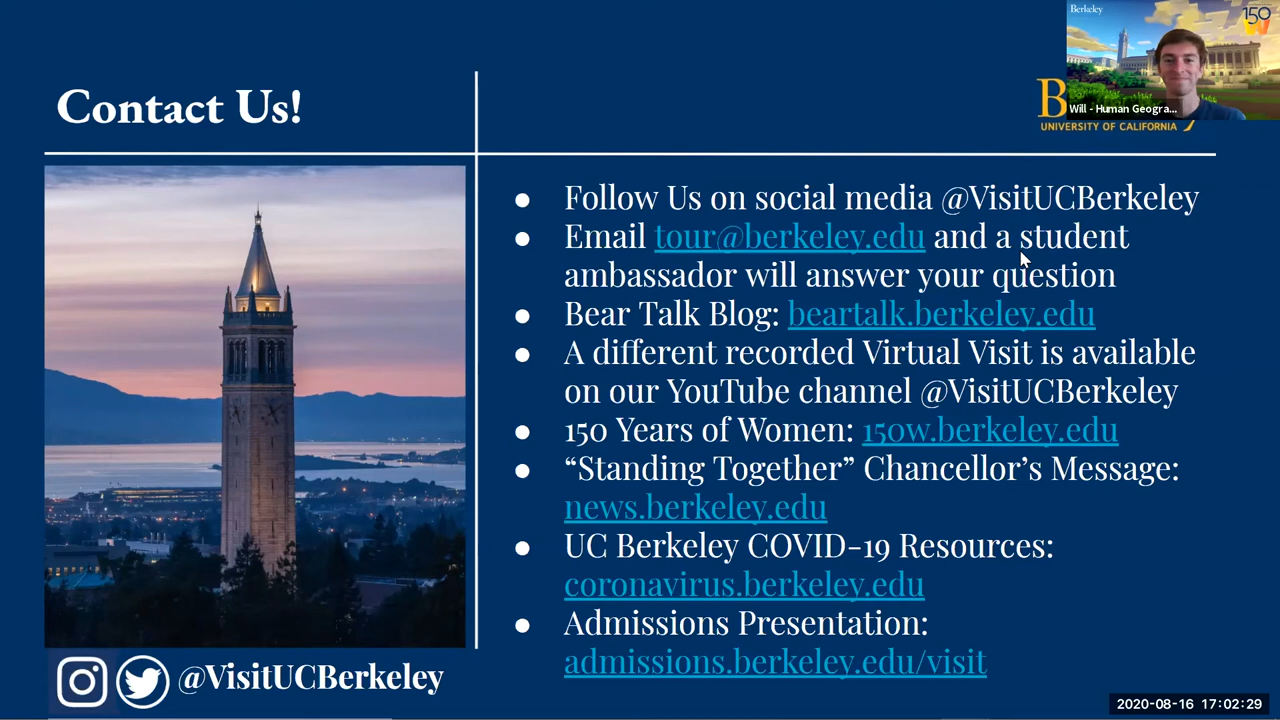 Berkeley
150
W
Contact Us!
B
Will - Human Geogra...
UNIVERSITY OF CALIFORNIA
● Follow Us on social media @VisitUCBerkeley
● Email tour@berkeley.edu and a student
ambassador will answer your question
● Bear Talk Blog: beartalk.berkeley.edu
● A different recorded Virtual Visit is available
on our YouTube channel @VisitUCBerkeley
● 150 Years of Women: 150w.berkeley.edu
● “Standing Together” Chancellor’s Message:
news.berkeley.edu
● UC Berkeley COVID-19 Resources:
coronavirus.berkeley.edu
● Admissions Presentation:
admissions.berkeley.edu/visit
@VisitUCBerkeley
2020-08-16 17:02:29